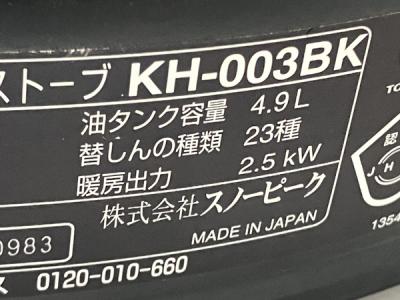 ストーブ KH-003BK
油タンク容量 4.9L
替しんの種類 23種
暖房出力 2.5 kW
株式会社スノーピーク
MADE IN JAPAN
0983
0120-010-660
認
J H
1354